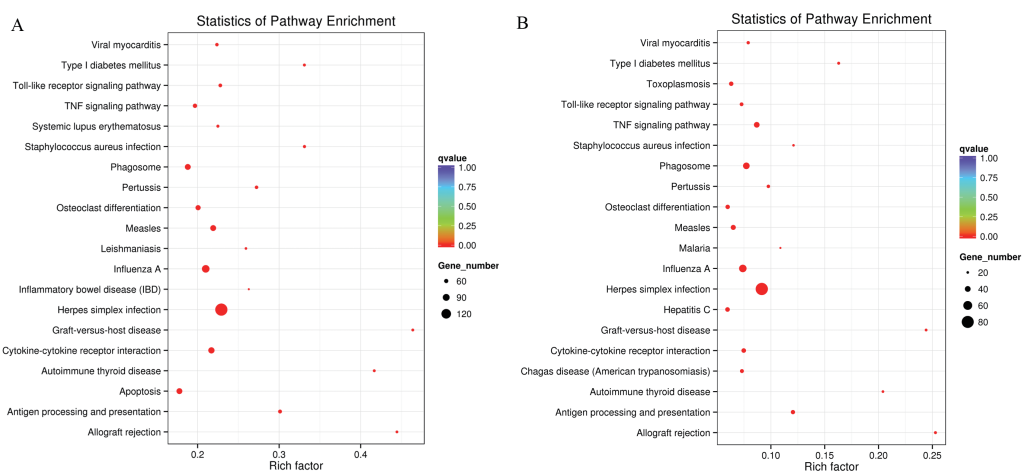 A
Statistics of Pathway Enrichment
Viral myocarditis
Type I diabetes mellitus
Toll-like receptor signaling pathway
TNF signaling pathway
Systemic lupus erythematosus
Staphylococcus aureus infection
Phagosome
Pertussis
Osteoclast differentiation
Measles
Leishmaniasis
Influenza A
Inflammatory bowel disease (IBD)
Herpes simplex infection
Graft-versus-host disease
Cytokine-cytokine receptor interaction
Autoimmune thyroid disease
Apoptosis
Antigen processing and presentation
Allograft rejection
0.2 0.3 0.4
Rich factor
qvalue
1.00
0.75
0.50
0.25
0.00
Gene_number
60
90
120
B
Statistics of Pathway Enrichment
Viral myocarditis
Type I diabetes mellitus
Toxoplasmosis
Toll-like receptor signaling pathway
TNF signaling pathway
Staphylococcus aureus infection
Phagosome
Pertussis
Osteoclast differentiation
Measles
Malaria
Influenza A
Herpes simplex infection
Hepatitis C
Graft-versus-host disease
Cytokine-cytokine receptor interaction
Chagas disease (American trypanosomiasis)
Autoimmune thyroid disease
Antigen processing and presentation
Allograft rejection
0.10 0.15 0.20 0.25
Rich factor
qvalue
1.00
0.75
0.50
0.25
0.00
Gene_number
20
40
60
80